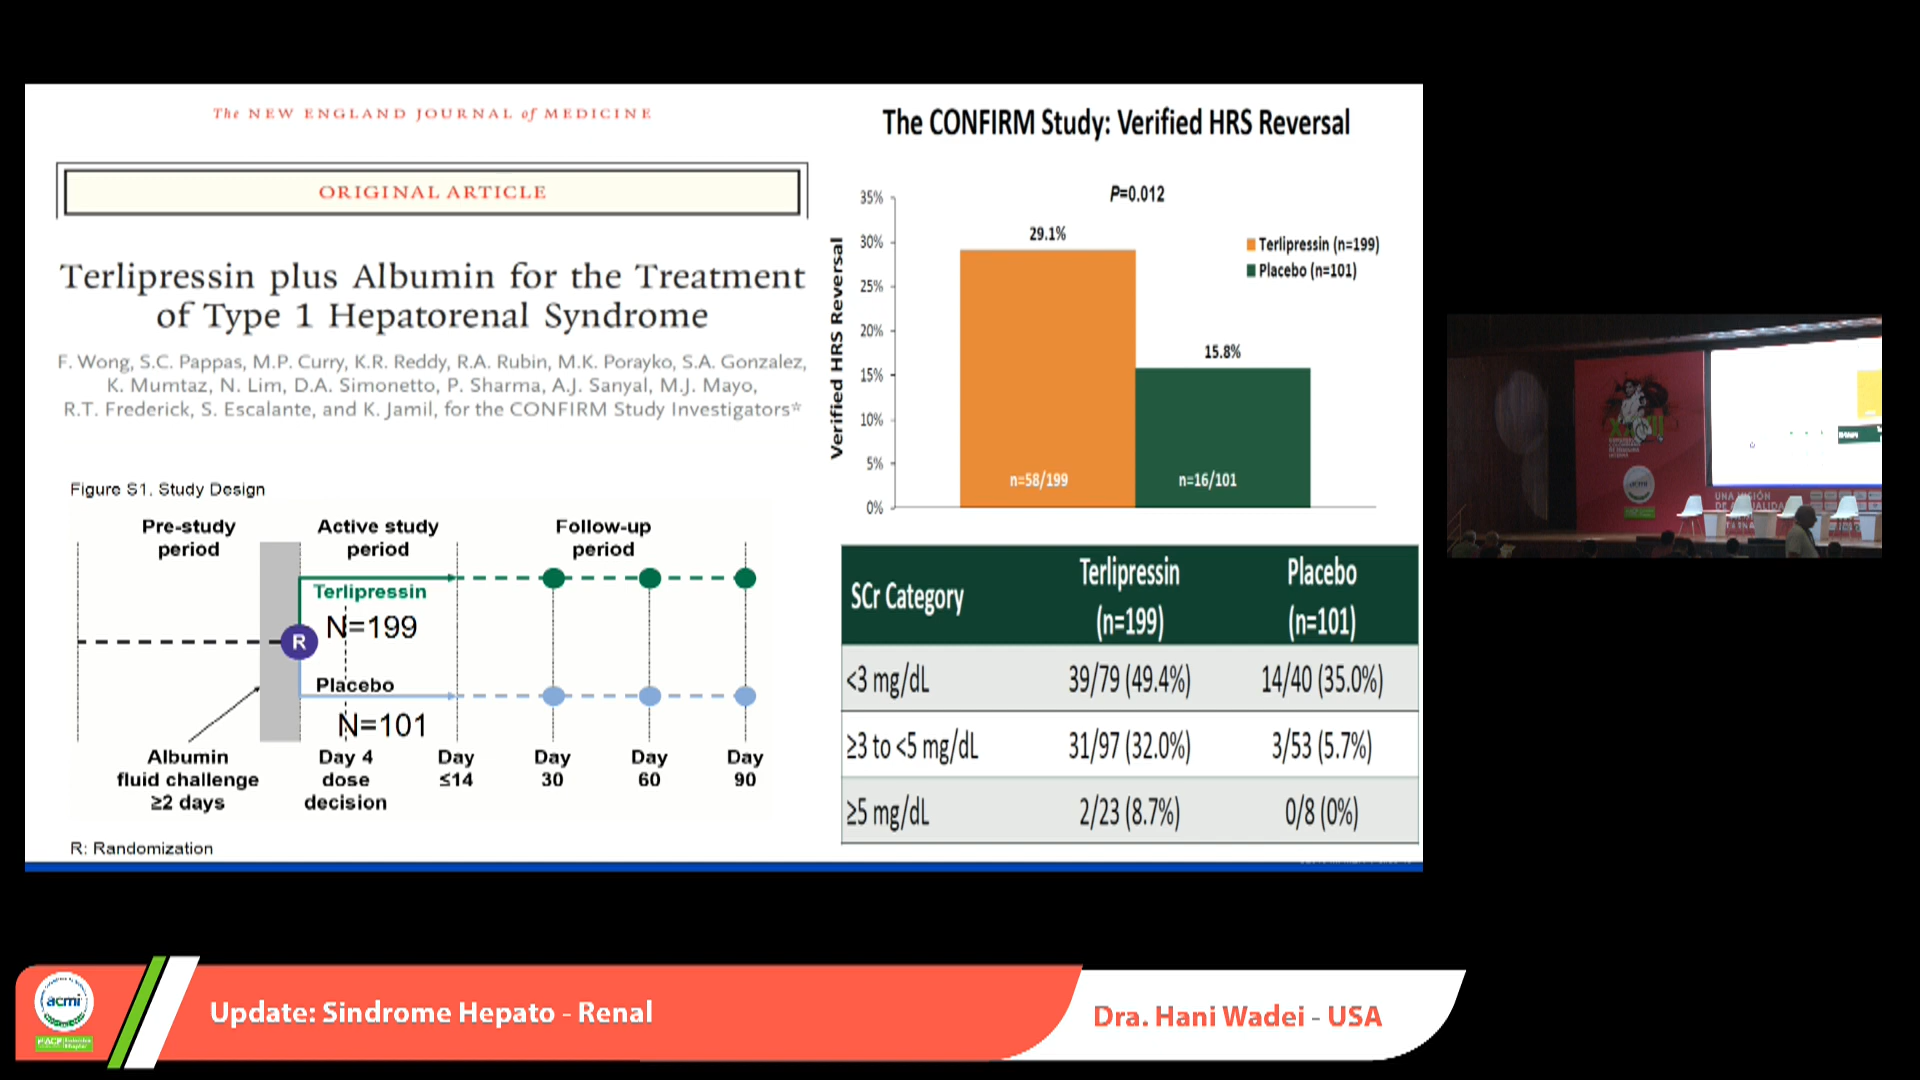 The NEW ENGLAND JOURNAL of MEDICINE
ORIGINAL ARTICLE
Terlipressin plus Albumin for the Treatment
of Type 1 Hepatorenal Syndrome
F. Wong, S.C. Pappas, M.P. Curry, K.R. Reddy, R.A. Rubin, M.K. Porayko, S.A. Gonzalez,
K. Mumtaz, N. Lim, D.A. Simonetto, P. Sharma, A.J. Sanyal, M.J. Mayo,
R.T. Frederick, S. Escalante, and K. Jamil, for the CONFIRM Study Investigators*
Figure S1. Study Design
Pre-study
period
Active study
period
Follow-up
period
Terlipressin
N=199
R
Placebo
N=101
Albumin
fluid challenge
≥2 days
Day 4
dose
decision
Day
≤14
Day
30
Day
60
Day
90
R: Randomization
The CONFIRM Study: Verified HRS Reversal
P=0.012
Verified HRS Reversal
35%
30%
25%
20%
15%
10%
5%
0%
29.1%
15.8%
n=58/199
n=16/101
Terlipressin (n=199)
Placebo (n=101)
SCr Category Terlipressin (n=199) Placebo (n=101)
<3 mg/dL 39/79 (49.4%) 14/40 (35.0%)
≥3 to <5 mg/dL 31/97 (32.0%) 3/53 (5.7%)
≥5 mg/dL 2/23 (8.7%) 0/8 (0%)
acmi
UNA VISIÓN
acmi
ACP
Update: Sindrome Hepato - Renal
Dra. Hani Wadei - USA